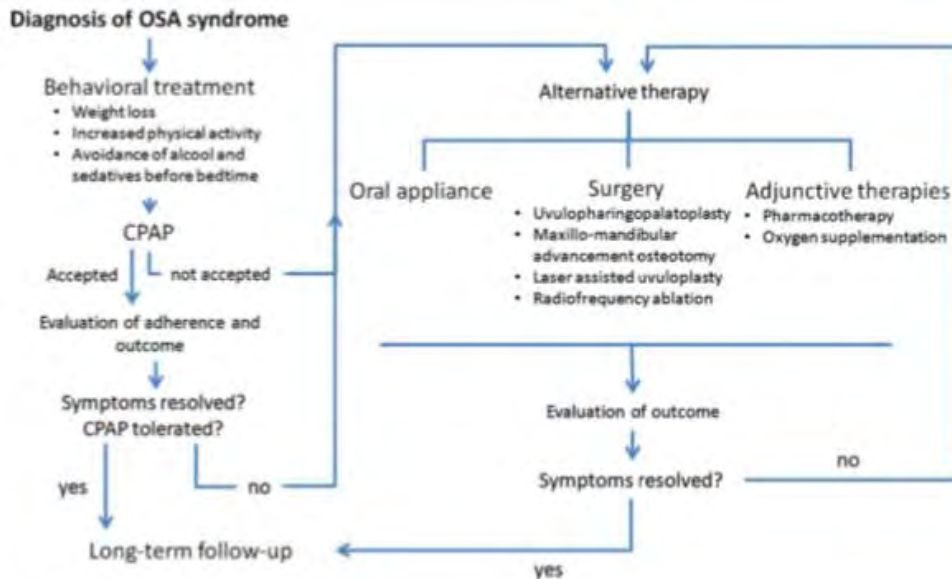 Diagnosis of OSA syndrome
Behavioral treatment
• Weight loss
• Increased physical activity
• Avoidance of alcool and
sedatives before bedtime
CPAP
Accepted
not accepted
Evaluation of adherence and
outcome
Symptoms resolved?
CPAP tolerated?
yes
no
Long-term follow-up
Alternative therapy
Oral appliance
Surgery
• Uvulopharingopalatoplasty
• Maxillo-mandibular
advancement osteotomy
• Laser assisted uvuloplasty
• Radiofrequency ablation
Adjunctive therapies
• Pharmacotherapy
• Oxygen supplementation
Evaluation of outcome
Symptoms resolved?
no
yes